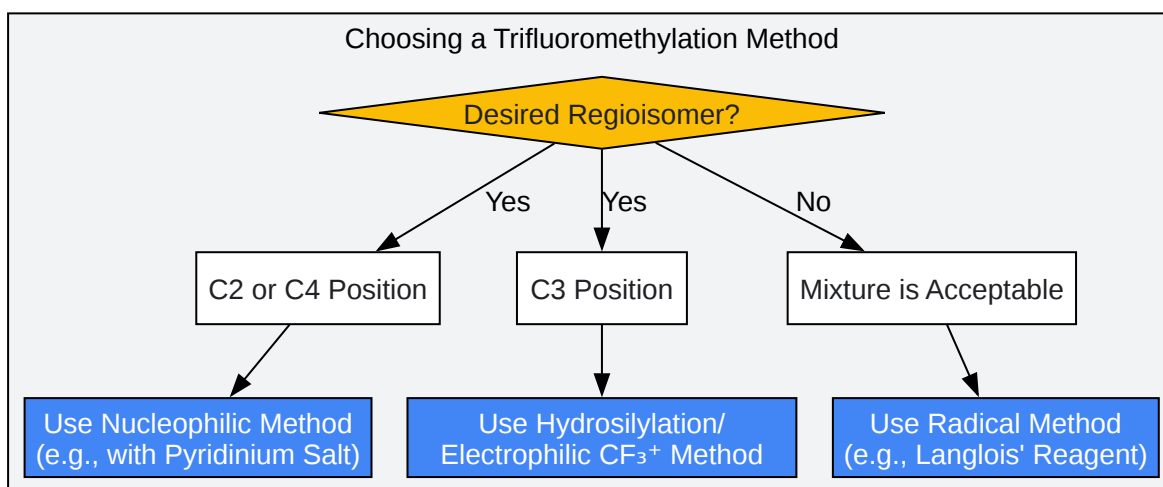 Choosing a Trifluoromethylation Method
Desired Regioisomer?
Yes
Yes
No
C2 or C4 Position
C3 Position
Mixture is Acceptable
Use Nucleophilic Method
(e.g., with Pyridinium Salt)
Use Hydrosilylation/
Electrophilic CF₃⁺ Method
Use Radical Method
(e.g., Langlois' Reagent)